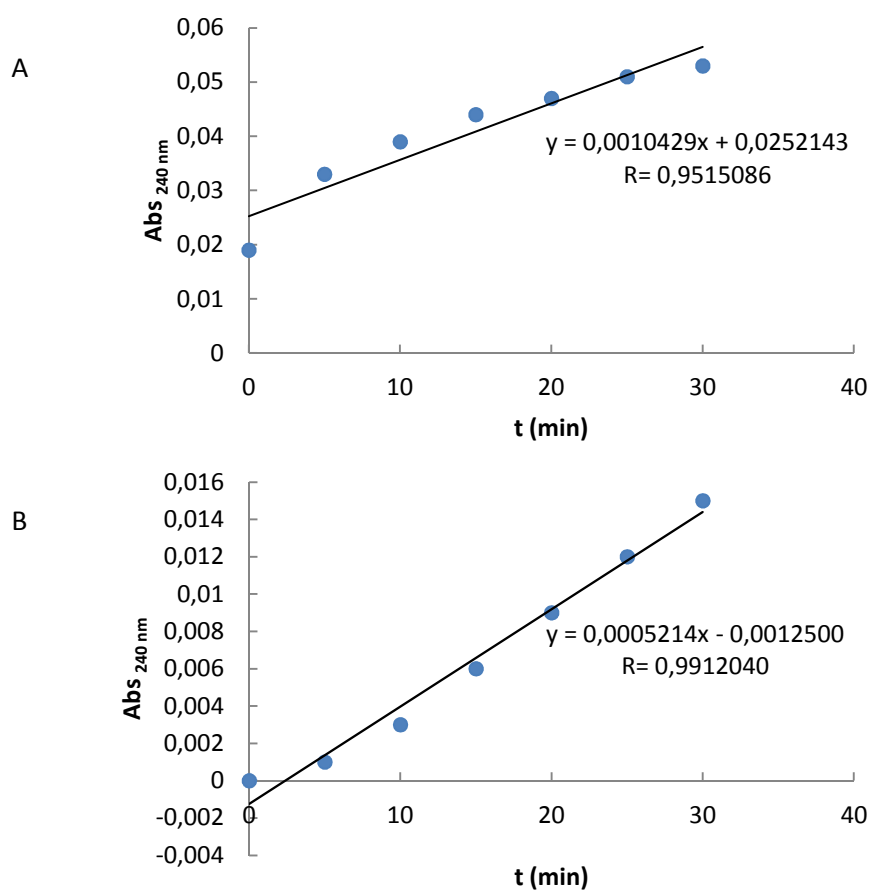 A
0,06
0,05
0,04
0,03
0,02
0,01
0
Abs 240 nm
y = 0,0010429x + 0,0252143
R= 0,9515086
0 10 20 30 40
t (min)
B
0,016
0,014
0,012
0,010
0,008
0,006
0,004
0,002
0
-0,002
-0,004
Abs 240 nm
y = 0,0005214x - 0,0012500
R= 0,9912040
0 10 20 30 40
t (min)